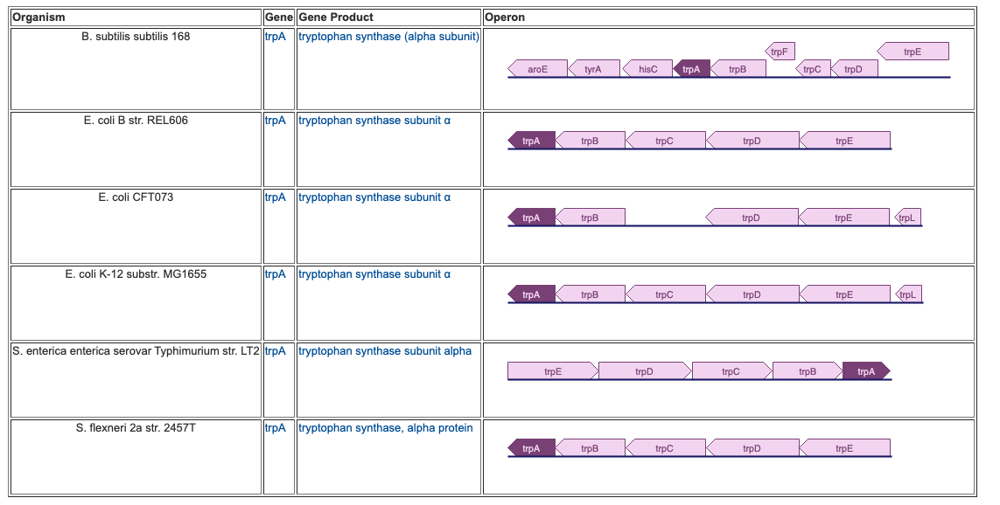 Organism Gene Gene Product Operon
B. subtilis subtilis 168 trpA tryptophan synthase (alpha subunit)
trpF trpE
aroE tyrA hisC trpA trpB trpC trpD
E. coli B str. REL606 trpA tryptophan synthase subunit α
trpA trpB trpC trpD trpE
E. coli CFT073 trpA tryptophan synthase subunit α
trpA trpB trpD trpE trpL
E. coli K-12 substr. MG1655 trpA tryptophan synthase subunit α
trpA trpB trpC trpD trpE trpL
S. enterica enterica serovar Typhimurium str. LT2 trpA tryptophan synthase subunit alpha
trpE trpD trpC trpB trpA
S. flexneri 2a str. 2457T trpA tryptophan synthase, alpha protein
trpA trpB trpC trpD trpE